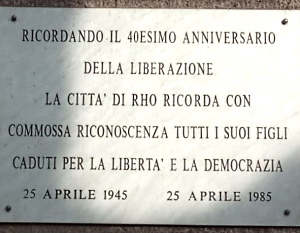 RICORDANDO IL 40ESIMO ANNIVERSARIO
DELLA LIBERAZIONE
LA CITTA' DI RHO RICORDA CON
COMMOSSA RICONOSCENZA TUTTI I SUOI FIGLI
CADUTI PER LA LIBERTA' E LA DEMOCRAZIA
25 APRILE 1945 25 APRILE 1985